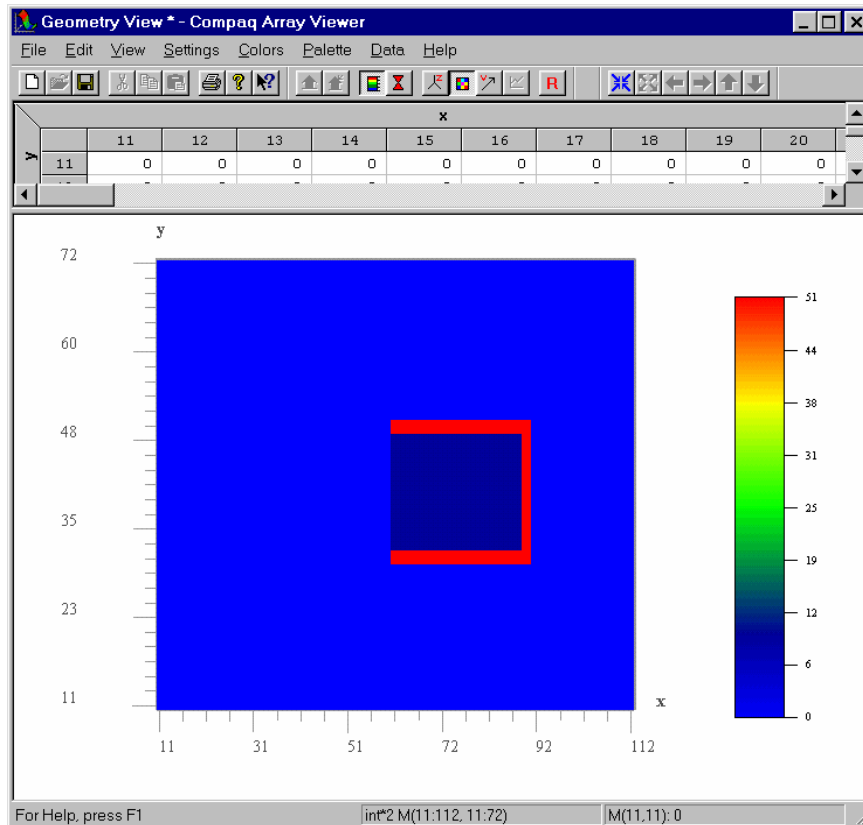 Geometry View * - Compaq Array Viewer
File Edit View Settings Colors Palette Data Help
R
x
11 12 13 14 15 16 17 18 19 20
y
11 0 0 0 0 0 0 0 0 0 0
y
72
60
48
35
23
11
x
11 31 51 72 92 112
51
44
38
31
25
19
12
6
0
For Help, press F1 int*2 M(11:112, 11:72) M(11,11): 0